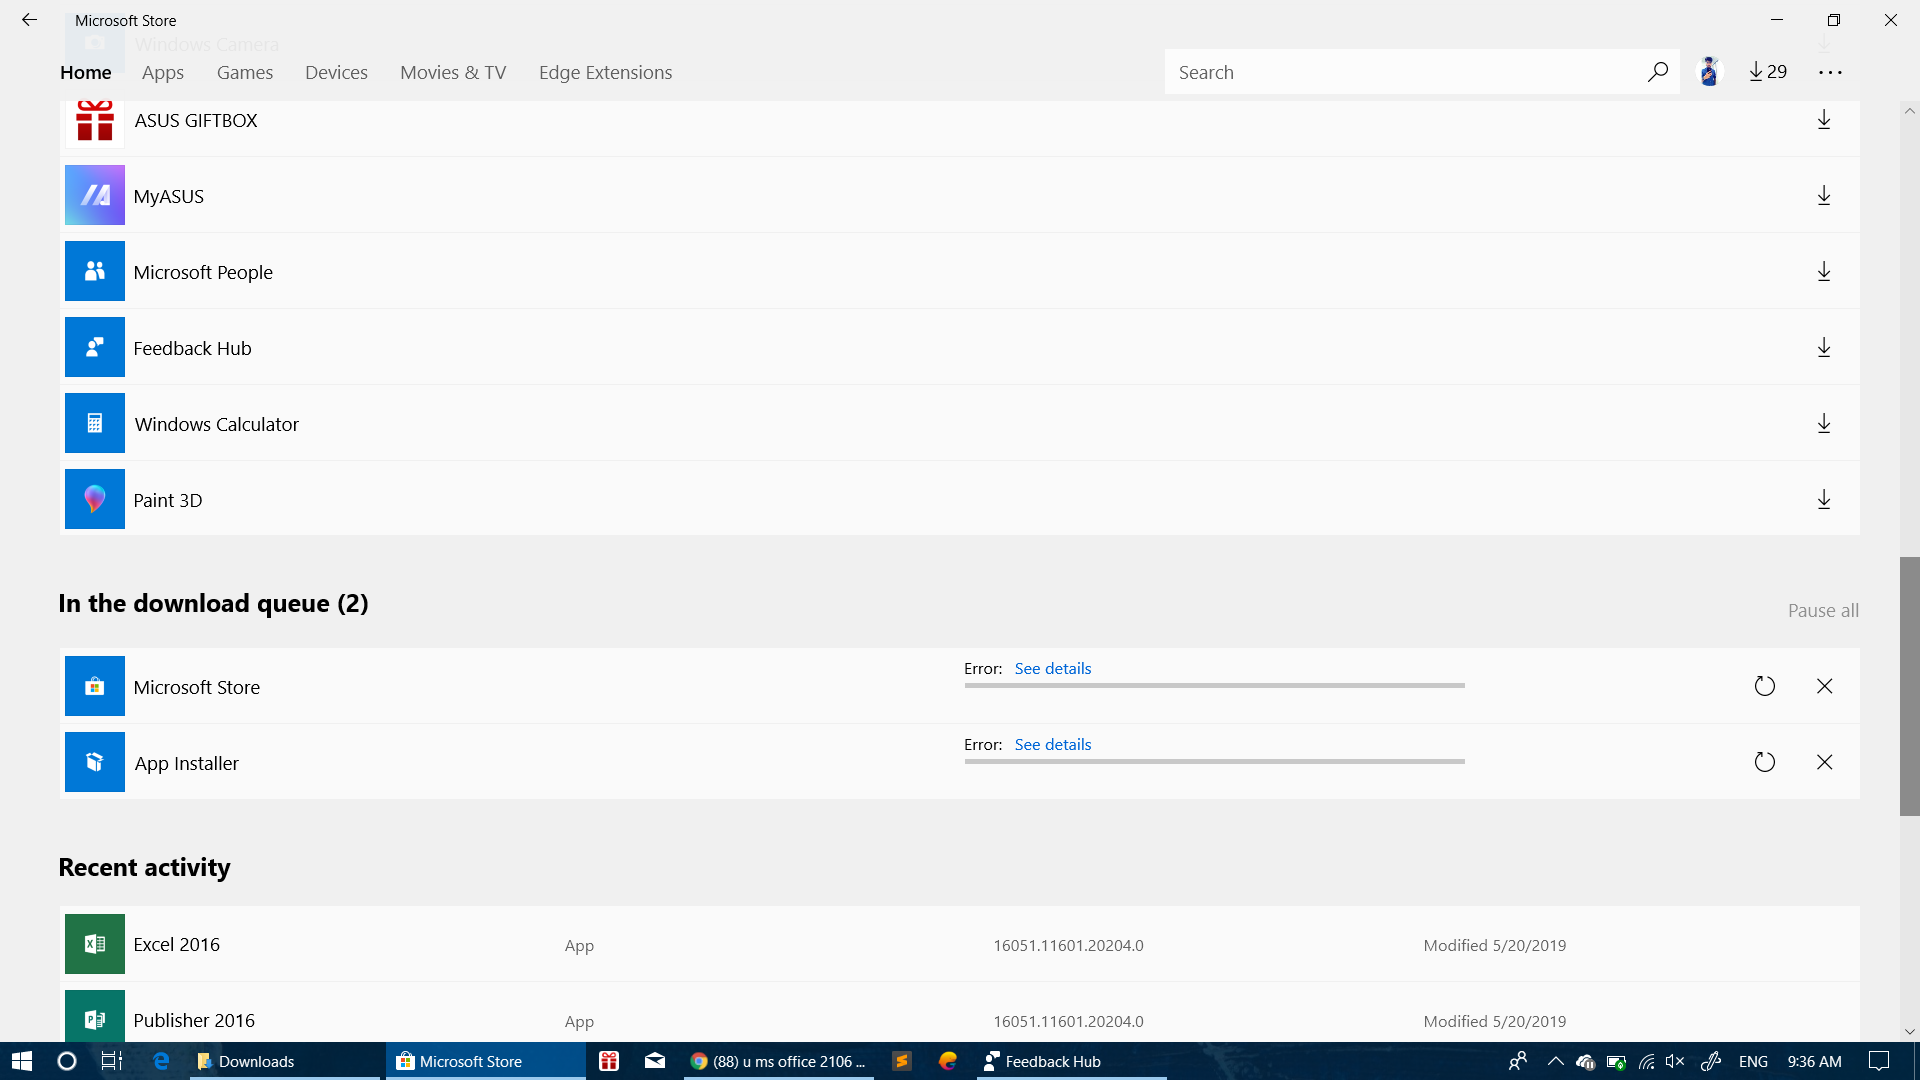 Microsoft Store
Windows Camera
Home Apps Games Devices Movies & TV Edge Extensions Search 29
ASUS GIFTBOX
MyASUS
Microsoft People
Feedback Hub
Windows Calculator
Paint 3D
In the download queue (2) Pause all
Microsoft Store Error: See details
App Installer Error: See details
Recent activity
Excel 2016 App 16051.11601.20204.0 Modified 5/20/2019
Publisher 2016 App 16051.11601.20204.0 Modified 5/20/2019
Downloads Microsoft Store (88) u ms office 2106 ... Feedback Hub ENG 9:36 AM